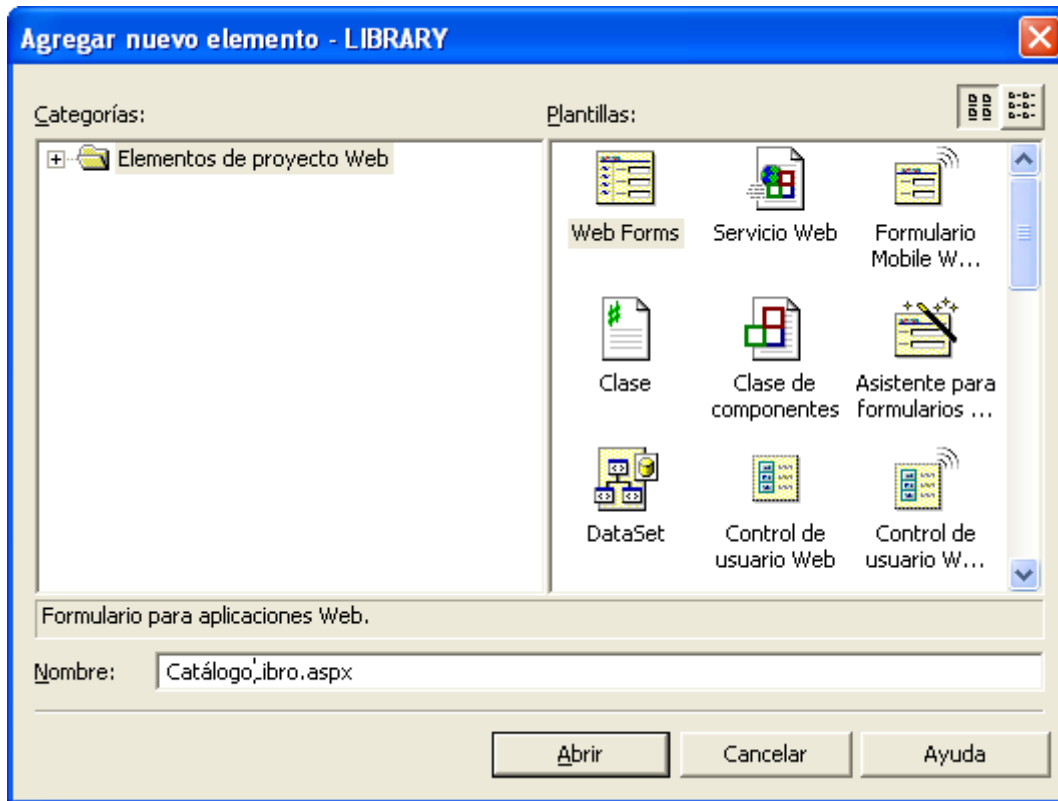 Agregar nuevo elemento - LIBRARY
Categorías:
Plantillas:
Elementos de proyecto Web
Web Forms
Servicio Web
Formulario
Mobile W...
Clase
Clase de
componentes
Asistente para
formularios ...
DataSet
Control de
usuario Web
Control de
usuario W...
Formulario para aplicaciones Web.
Nombre:
CatálogoLibro.aspx
Abrir
Cancelar
Ayuda